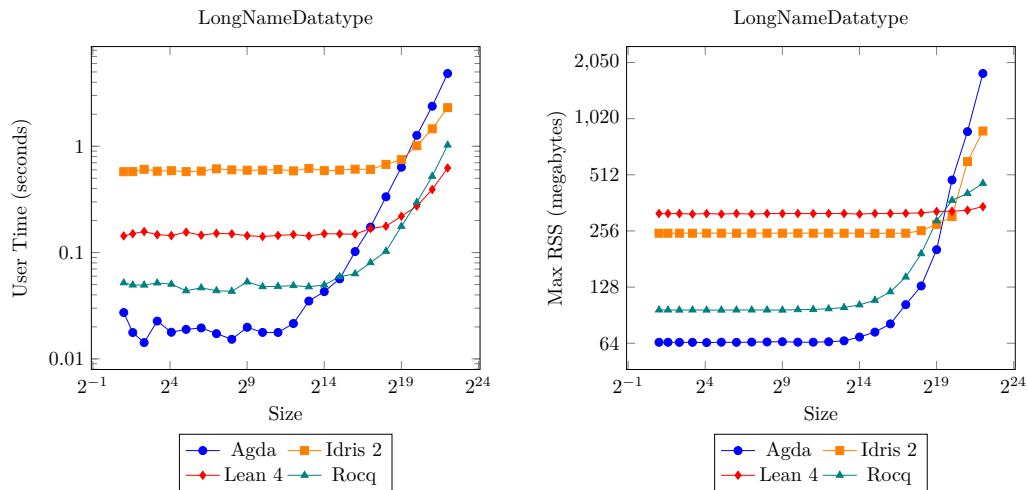 LongNameDatatype
User Time (seconds)
1
0.1
0.01
2^-1 2^4 2^9 2^14 2^19 2^24
Size
Agda Idris 2
Lean 4 Rocq
LongNameDatatype
Max RSS (megabytes)
2,050
1,020
512
256
128
64
2^-1 2^4 2^9 2^14 2^19 2^24
Size
Agda Idris 2
Lean 4 Rocq